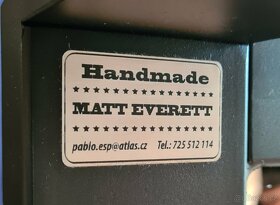 Handmade
MATT EVERETT
pablo.esp@atlas.cz Tel.: 725 512 114